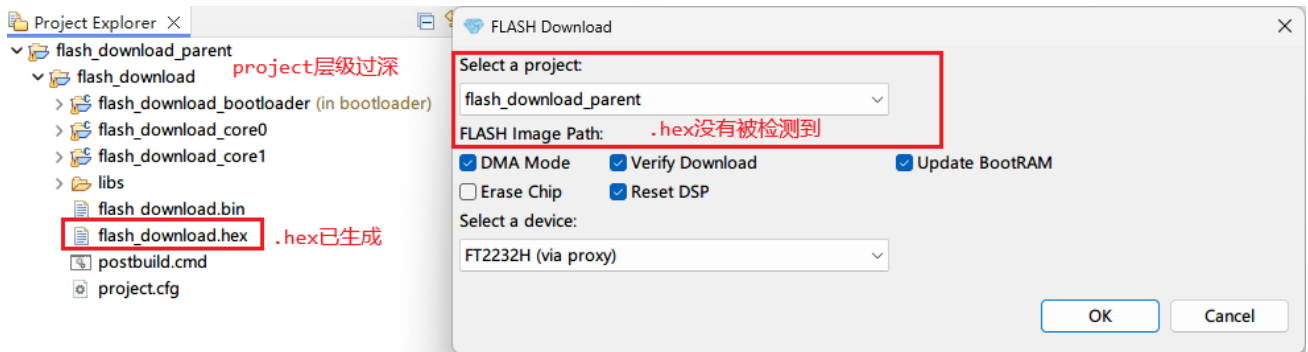 Project Explorer
flash_download_parent
project层级过深
flash_download
flash_download_bootloader (in bootloader)
flash_download_core0
flash_download_core1
libs
flash download.bin
flash_download.hex
.hex已生成
postbuild.cmd
project.cfg
FLASH Download
Select a project:
flash_download_parent
FLASH Image Path:
.hex没有被检测到
DMA Mode
Verify Download
Update BootRAM
Erase Chip
Reset DSP
Select a device:
FT2232H (via proxy)
OK
Cancel